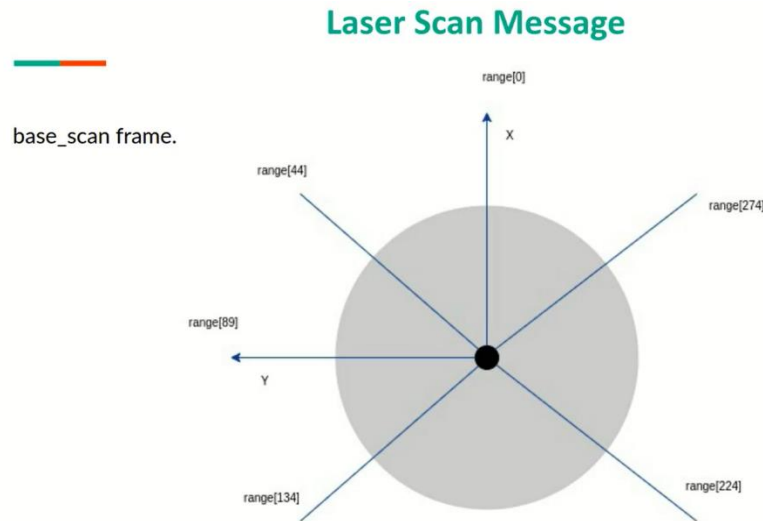 Laser Scan Message
range[0]
base_scan frame.
X
range[44]
range[274]
range[89]
Y
range[224]
range[134]